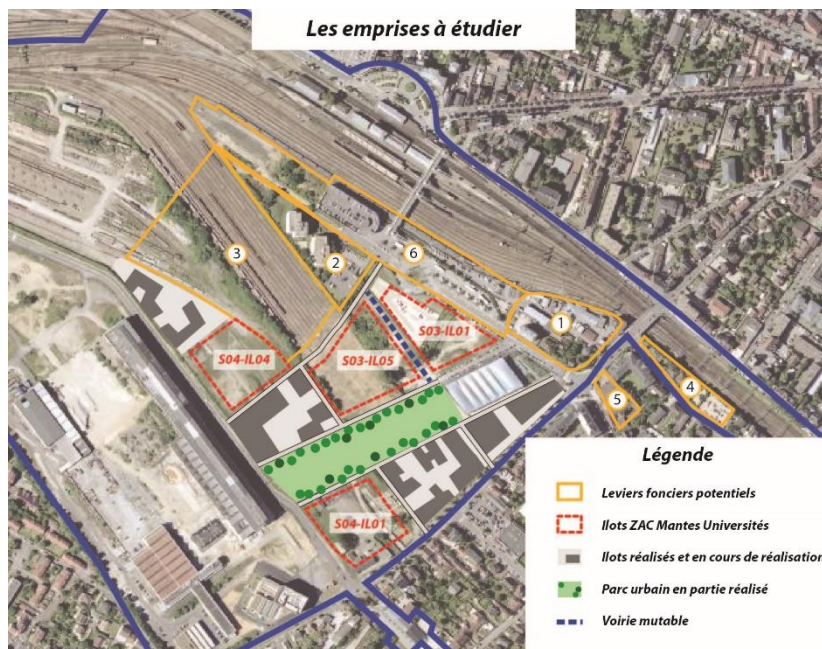 Les emprises à étudier
3
2
6
1
S03-IL01
S04-IL04
S03-IL05
4
5
S04-IL01
Légende
Leviers fonciers potentiels
Ilots ZAC Mantes Universités
Ilots réalisés et en cours de réalisation
Parc urbain en partie réalisé
Voirie mutable